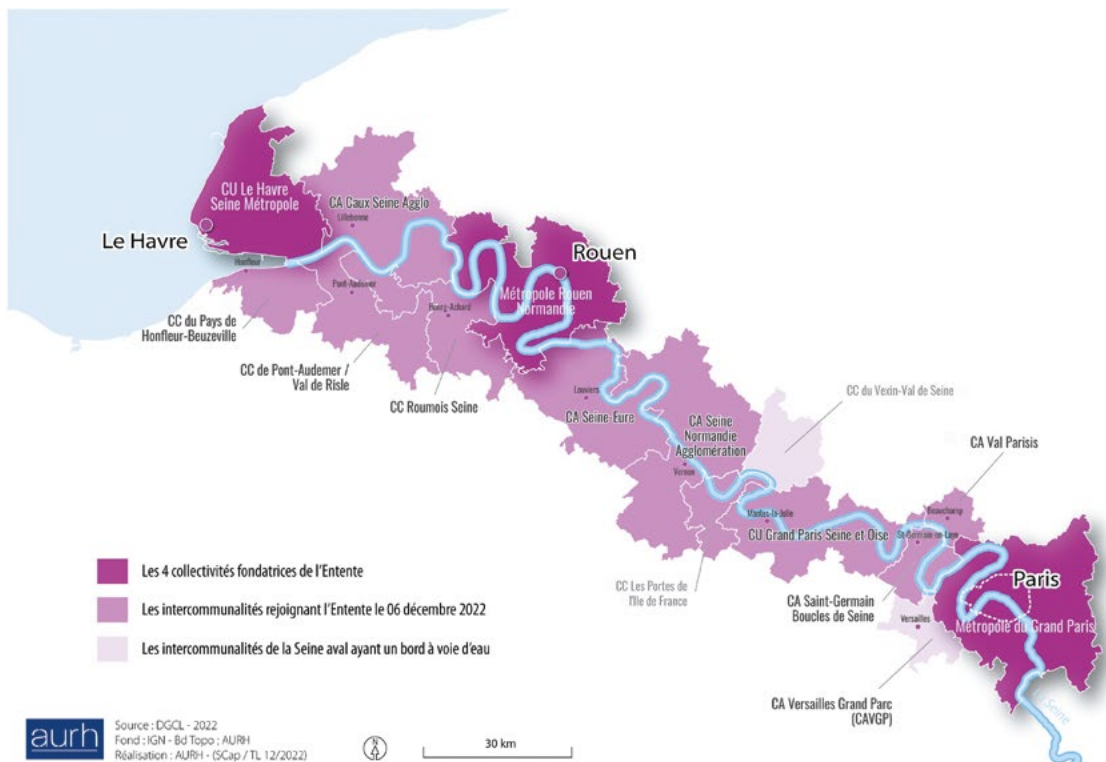 CU Le Havre
Seine Métropole
CA Caux Seine Agglo
Lillebonne
Le Havre
Honfleur
Rouen
Pont-Audemer
Bourg-Achard
Métropole Rouen
Normandie
CC du Pays de
Honfleur-Beuzeville
CC de Pont-Audemer /
Val de Risle
CC Roumois Seine
Louviers
CA Seine-Eure
CC du Vexin-Val de Seine
CA Seine
Normandie
Agglomération
Vernon
CA Val Parisis
Beauchamp
Mantes-la-Jolie
CU Grand Paris Seine et Oise
St-Germain-en-Laye
CC Les Portes de
l'Ile de France
CA Saint-Germain
Boucles de Seine
Paris
Versailles
Métropole du Grand Paris
CA Versailles Grand Parc
(CAVGP)
La Seine
Les 4 collectivités fondatrices de l'Entente
Les intercommunalités rejoignant l'Entente le 06 décembre 2022
Les intercommunalités de la Seine aval ayant un bord à voie d'eau
aurh
Source : DGCL - 2022
Fond : IGN - Bd Topo ; AURH
Réalisation : AURH - (SCap / TL 12/2022)
N
30 km